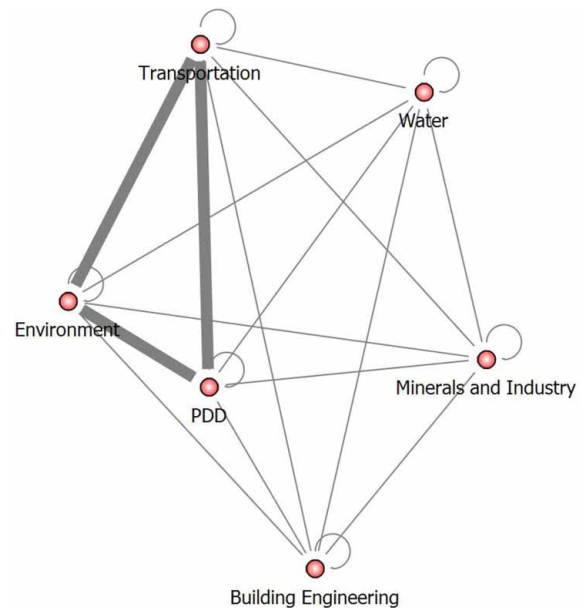 Transportation
Water
Environment
Minerals and Industry
PDD
Building Engineering